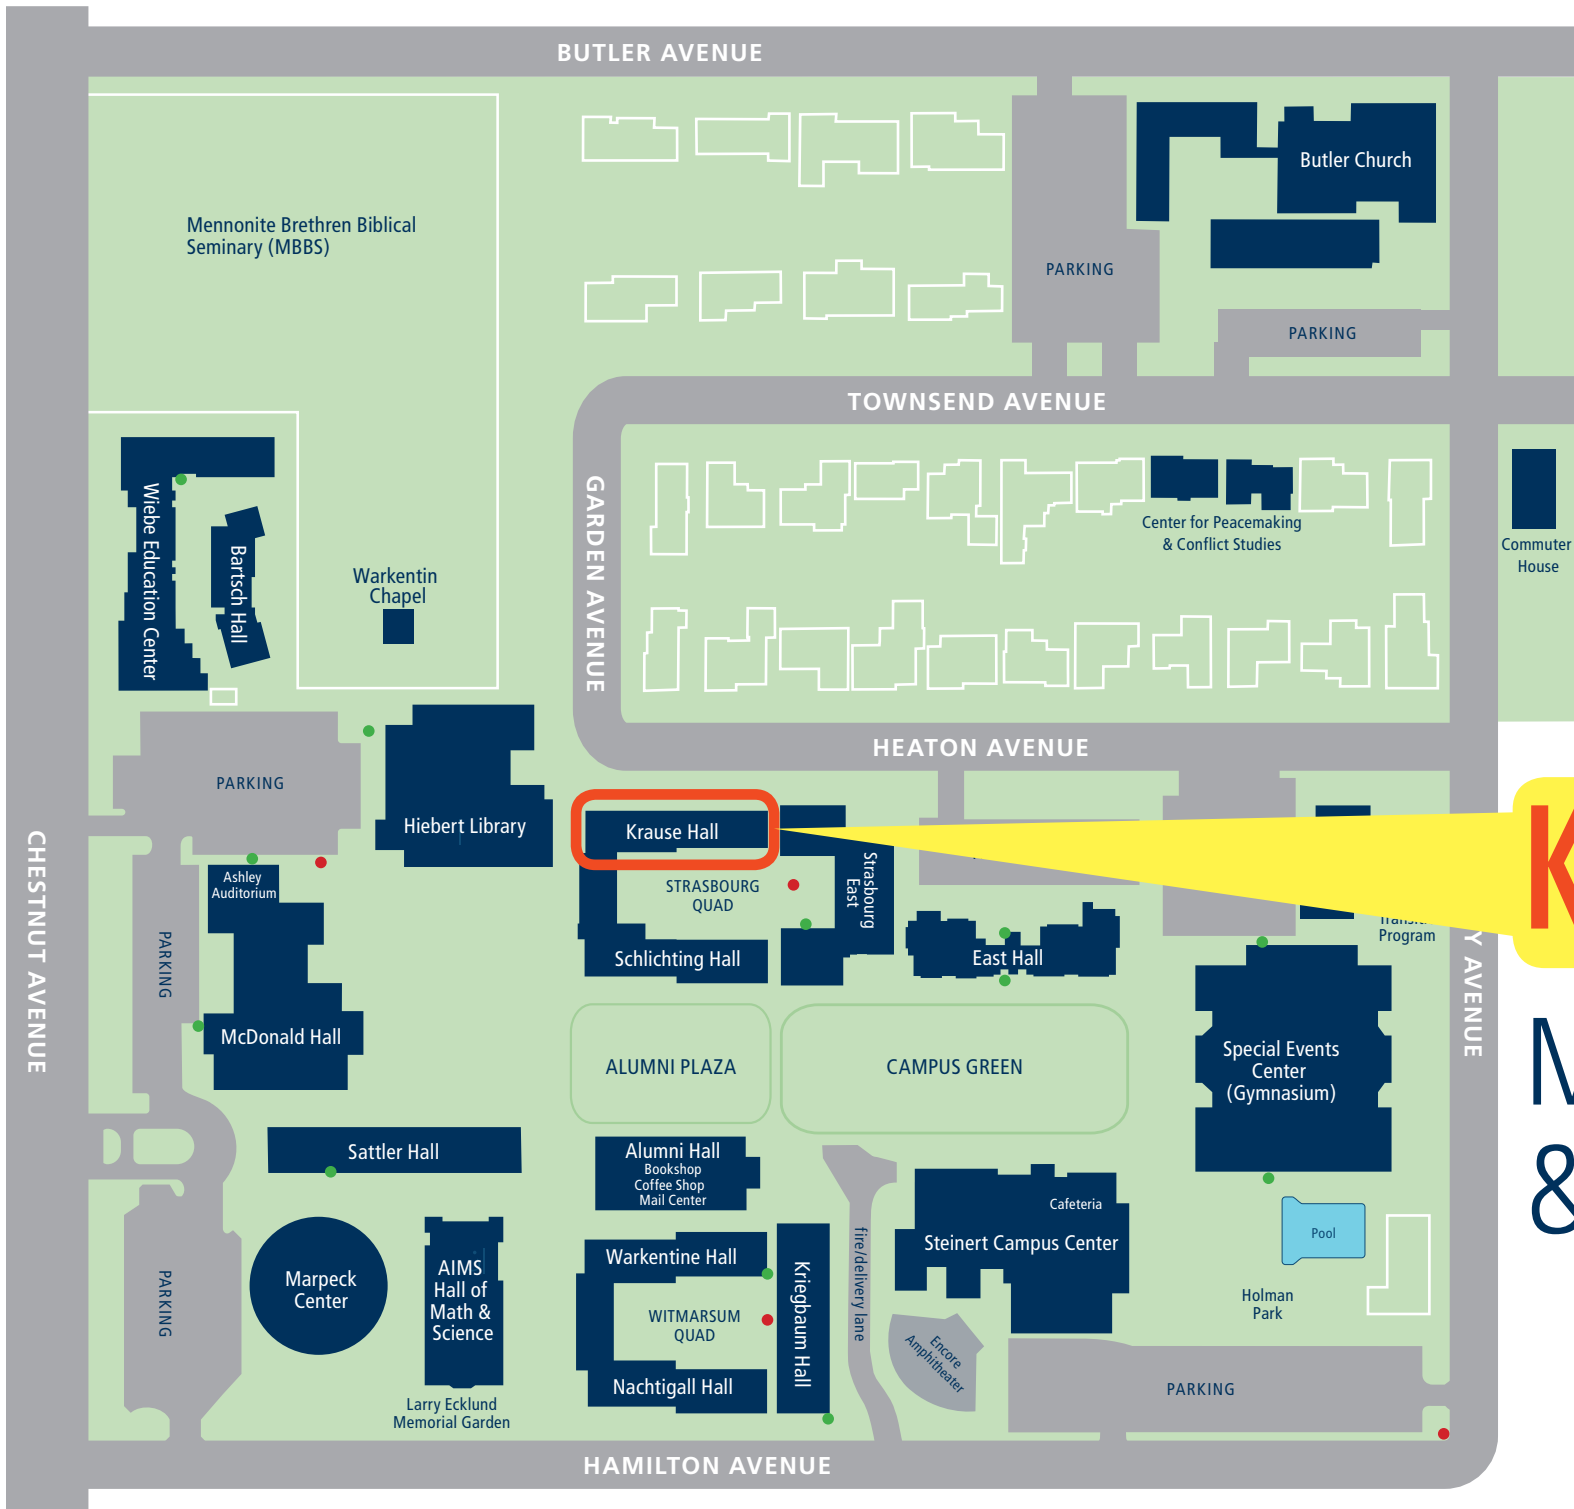 BUTLER AVENUE
Butler Church
Mennonite Brethren Biblical
Seminary (MBBS)
PARKING
PARKING
TOWNSEND AVENUE
GARDEN AVENUE
Wiebe Education Center
Bartsch Hall
Warkentin
Chapel
Center for Peacemaking
& Conflict Studies
Commuter
House
HEATON AVENUE
PARKING
CHESTNUT AVENUE
Hiebert Library
Krause Hall
K
Strasbourg
East
STRASBOURG
QUAD
Ashley
Auditorium
PARKING
Schlichting Hall
East Hall
Program
Y AVENUE
McDonald Hall
ALUMNI PLAZA
CAMPUS GREEN
Special Events
Center
(Gymnasium)
M
&
Sattler Hall
Alumni Hall
Bookshop
Coffee Shop
Mail Center
Cafeteria
Steinert Campus Center
Pool
fire/delivery lane
Warkentine Hall
Kriegbaum Hall
PARKING
Marpeck
Center
AIMS
Hall of
Math &
Science
WITMARSUM
QUAD
Holman
Park
Encore
Amphitheater
Nachtigall Hall
PARKING
Larry Ecklund
Memorial Garden
HAMILTON AVENUE